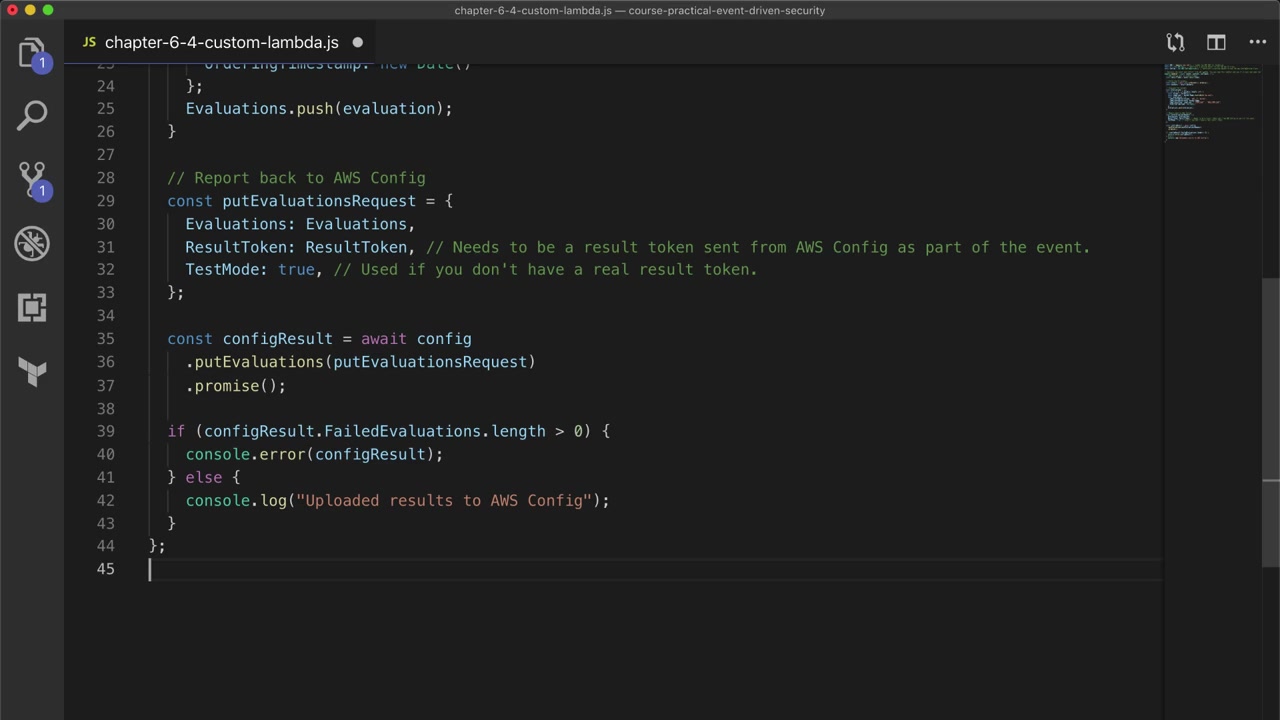 chapter-6-4-custom-lambda.js — course-practical-event-driven-security
JS chapter-6-4-custom-lambda.js
1
1
23 orderingTimestamp: new Date()
24 };
25 Evaluations.push(evaluation);
26 }
27
28 // Report back to AWS Config
29 const putEvaluationsRequest = {
30 Evaluations: Evaluations,
31 ResultToken: ResultToken, // Needs to be a result token sent from AWS Config as part of the event.
32 TestMode: true, // Used if you don't have a real result token.
33 };
34
35 const configResult = await config
36 .putEvaluations(putEvaluationsRequest)
37 .promise();
38
39 if (configResult.FailedEvaluations.length > 0) {
40 console.error(configResult);
41 } else {
42 console.log("Uploaded results to AWS Config");
43 }
44 };
45